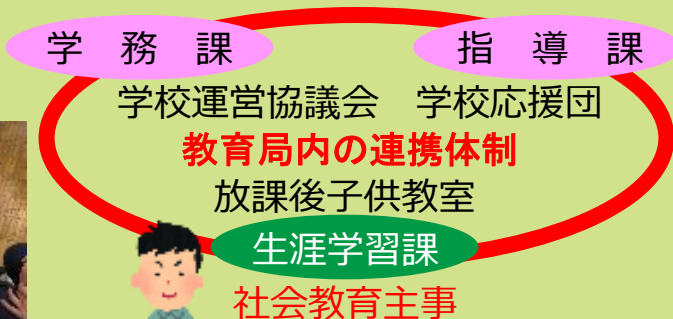 学 務 課
指 導 課
学校運営協議会 学校応援団
教育局内の連携体制
放課後子供教室
生涯学習課
社会教育主事